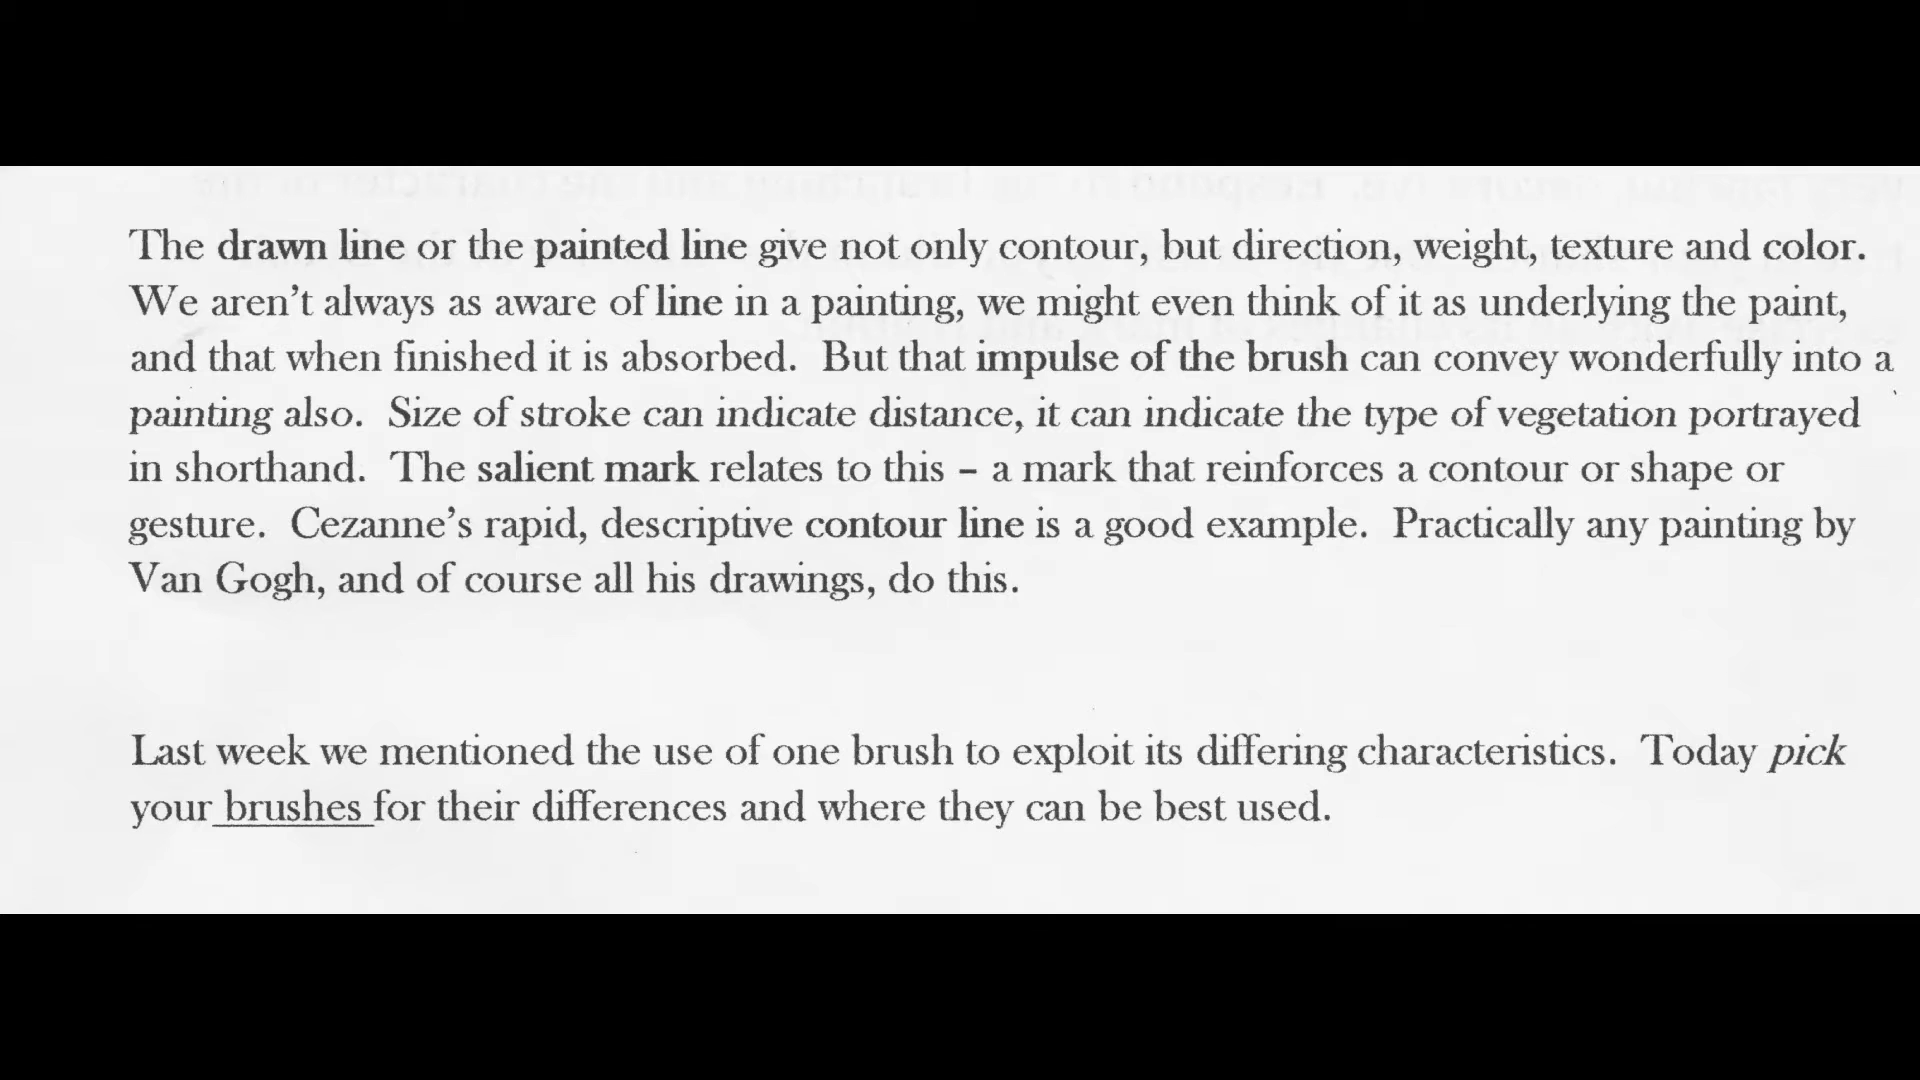 The drawn line or the painted line give not only contour, but direction, weight, texture and color.
We aren't always as aware of line in a painting, we might even think of it as underlying the paint,
and that when finished it is absorbed.  But that impulse of the brush can convey wonderfully into a
painting also.  Size of stroke can indicate distance, it can indicate the type of vegetation portrayed
in shorthand.  The salient mark relates to this – a mark that reinforces a contour or shape or
gesture.  Cezanne's rapid, descriptive contour line is a good example.  Practically any painting by
Van Gogh, and of course all his drawings, do this.
Last week we mentioned the use of one brush to exploit its differing characteristics.  Today pick
your brushes for their differences and where they can be best used.